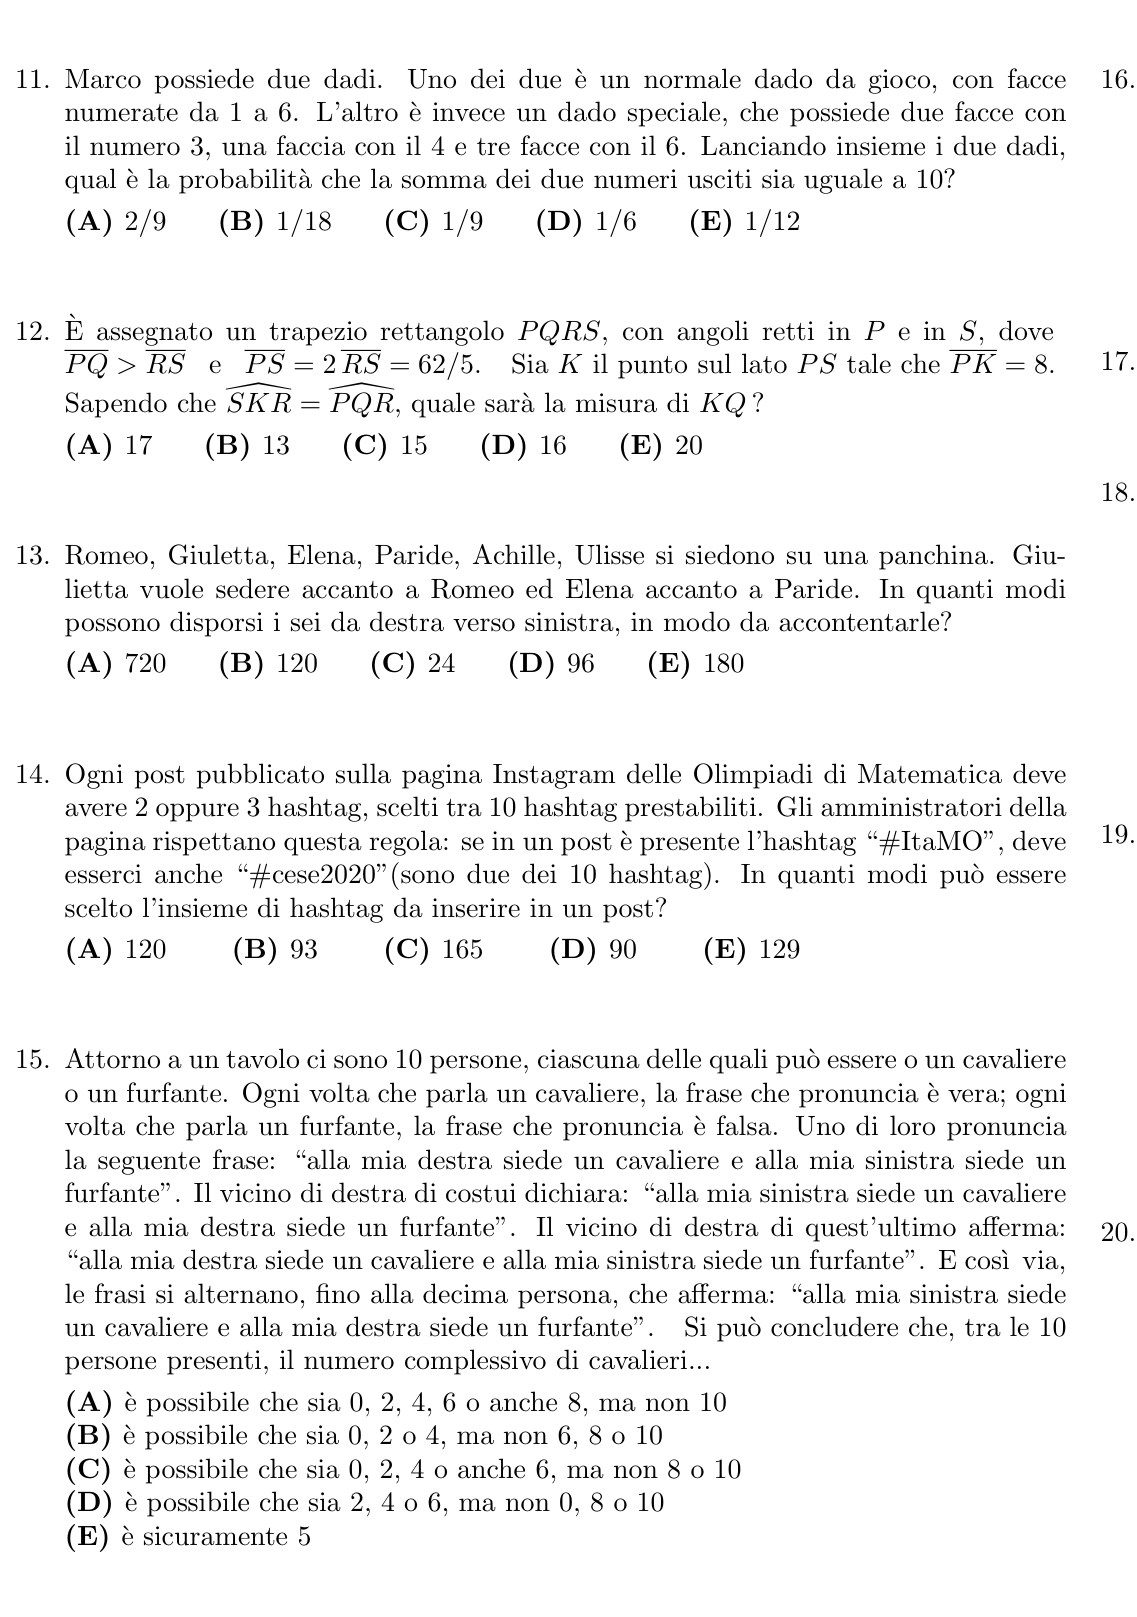 11. Marco possiede due dadi. Uno dei due è un normale dado da gioco, con facce
numerate da 1 a 6. L'altro è invece un dado speciale, che possiede due facce con
il numero 3, una faccia con il 4 e tre facce con il 6. Lanciando insieme i due dadi,
qual è la probabilità che la somma dei due numeri usciti sia uguale a 10?
(A) 2/9 (B) 1/18 (C) 1/9 (D) 1/6 (E) 1/12
12. È assegnato un trapezio rettangolo PQRS, con angoli retti in P e in S, dove
P̅Q̅ > R̅S̅ e P̅S̅ = 2 R̅S̅ = 62/5. Sia K il punto sul lato PS tale che P̅K̅ = 8.
Sapendo che \widehat{SKR} = \widehat{PQR}, quale sarà la misura di KQ?
(A) 17 (B) 13 (C) 15 (D) 16 (E) 20
13. Romeo, Giuletta, Elena, Paride, Achille, Ulisse si siedono su una panchina. Giu-
lietta vuole sedere accanto a Romeo ed Elena accanto a Paride. In quanti modi
possono disporsi i sei da destra verso sinistra, in modo da accontentarle?
(A) 720 (B) 120 (C) 24 (D) 96 (E) 180
14. Ogni post pubblicato sulla pagina Instagram delle Olimpiadi di Matematica deve
avere 2 oppure 3 hashtag, scelti tra 10 hashtag prestabiliti. Gli amministratori della
pagina rispettano questa regola: se in un post è presente l'hashtag “#ItaMO”, deve
esserci anche “#cese2020”(sono due dei 10 hashtag). In quanti modi può essere
scelto l'insieme di hashtag da inserire in un post?
(A) 120 (B) 93 (C) 165 (D) 90 (E) 129
15. Attorno a un tavolo ci sono 10 persone, ciascuna delle quali può essere o un cavaliere
o un furfante. Ogni volta che parla un cavaliere, la frase che pronuncia è vera; ogni
volta che parla un furfante, la frase che pronuncia è falsa. Uno di loro pronuncia
la seguente frase: “alla mia destra siede un cavaliere e alla mia sinistra siede un
furfante”. Il vicino di destra di costui dichiara: “alla mia sinistra siede un cavaliere
e alla mia destra siede un furfante”. Il vicino di destra di quest'ultimo afferma:
“alla mia destra siede un cavaliere e alla mia sinistra siede un furfante”. E così via,
le frasi si alternano, fino alla decima persona, che afferma: “alla mia sinistra siede
un cavaliere e alla mia destra siede un furfante”. Si può concludere che, tra le 10
persone presenti, il numero complessivo di cavalieri...
(A) è possibile che sia 0, 2, 4, 6 o anche 8, ma non 10
(B) è possibile che sia 0, 2 o 4, ma non 6, 8 o 10
(C) è possibile che sia 0, 2, 4 o anche 6, ma non 8 o 10
(D) è possibile che sia 2, 4 o 6, ma non 0, 8 o 10
(E) è sicuramente 5
16.
17.
18.
19.
20.